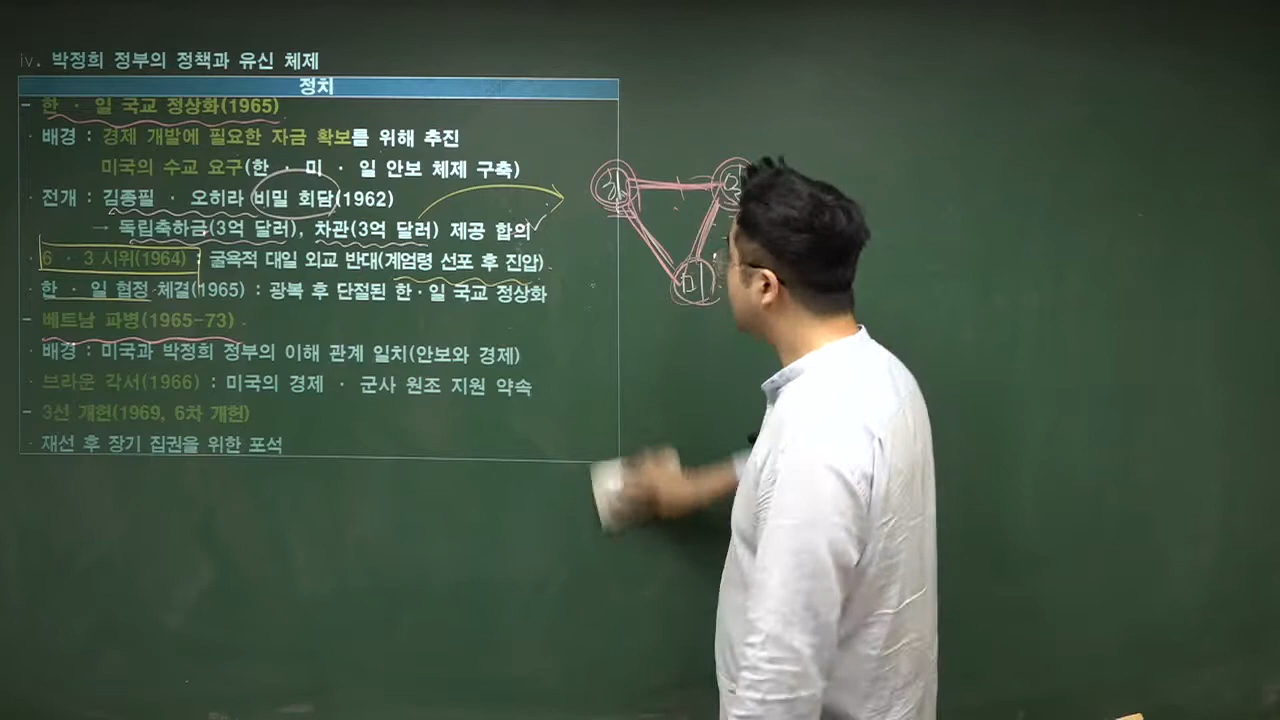 iv. 박정희 정부의 정책과 유신 체제
정치
- 한 · 일 국교 정상화(1965)
· 배경 : 경제 개발에 필요한 자금 확보를 위해 추진
미국의 수교 요구(한 · 미 · 일 안보 체제 구축)
· 전개 : 김종필 · 오히라 비밀 회담(1962)
→ 독립축하금(3억 달러), 차관(3억 달러) 제공 합의
· 6 · 3 시위(1964) : 굴욕적 대일 외교 반대(계엄령 선포 후 진압)
· 한 · 일 협정 체결(1965) : 광복 후 단절된 한·일 국교 정상화
- 베트남 파병(1965-73)
· 배경 : 미국과 박정희 정부의 이해 관계 일치(안보와 경제)
· 브라운 각서(1966) : 미국의 경제 · 군사 원조 지원 약속
- 3선 개헌(1969, 6차 개헌)
· 재선 후 장기 집권을 위한 포석
미